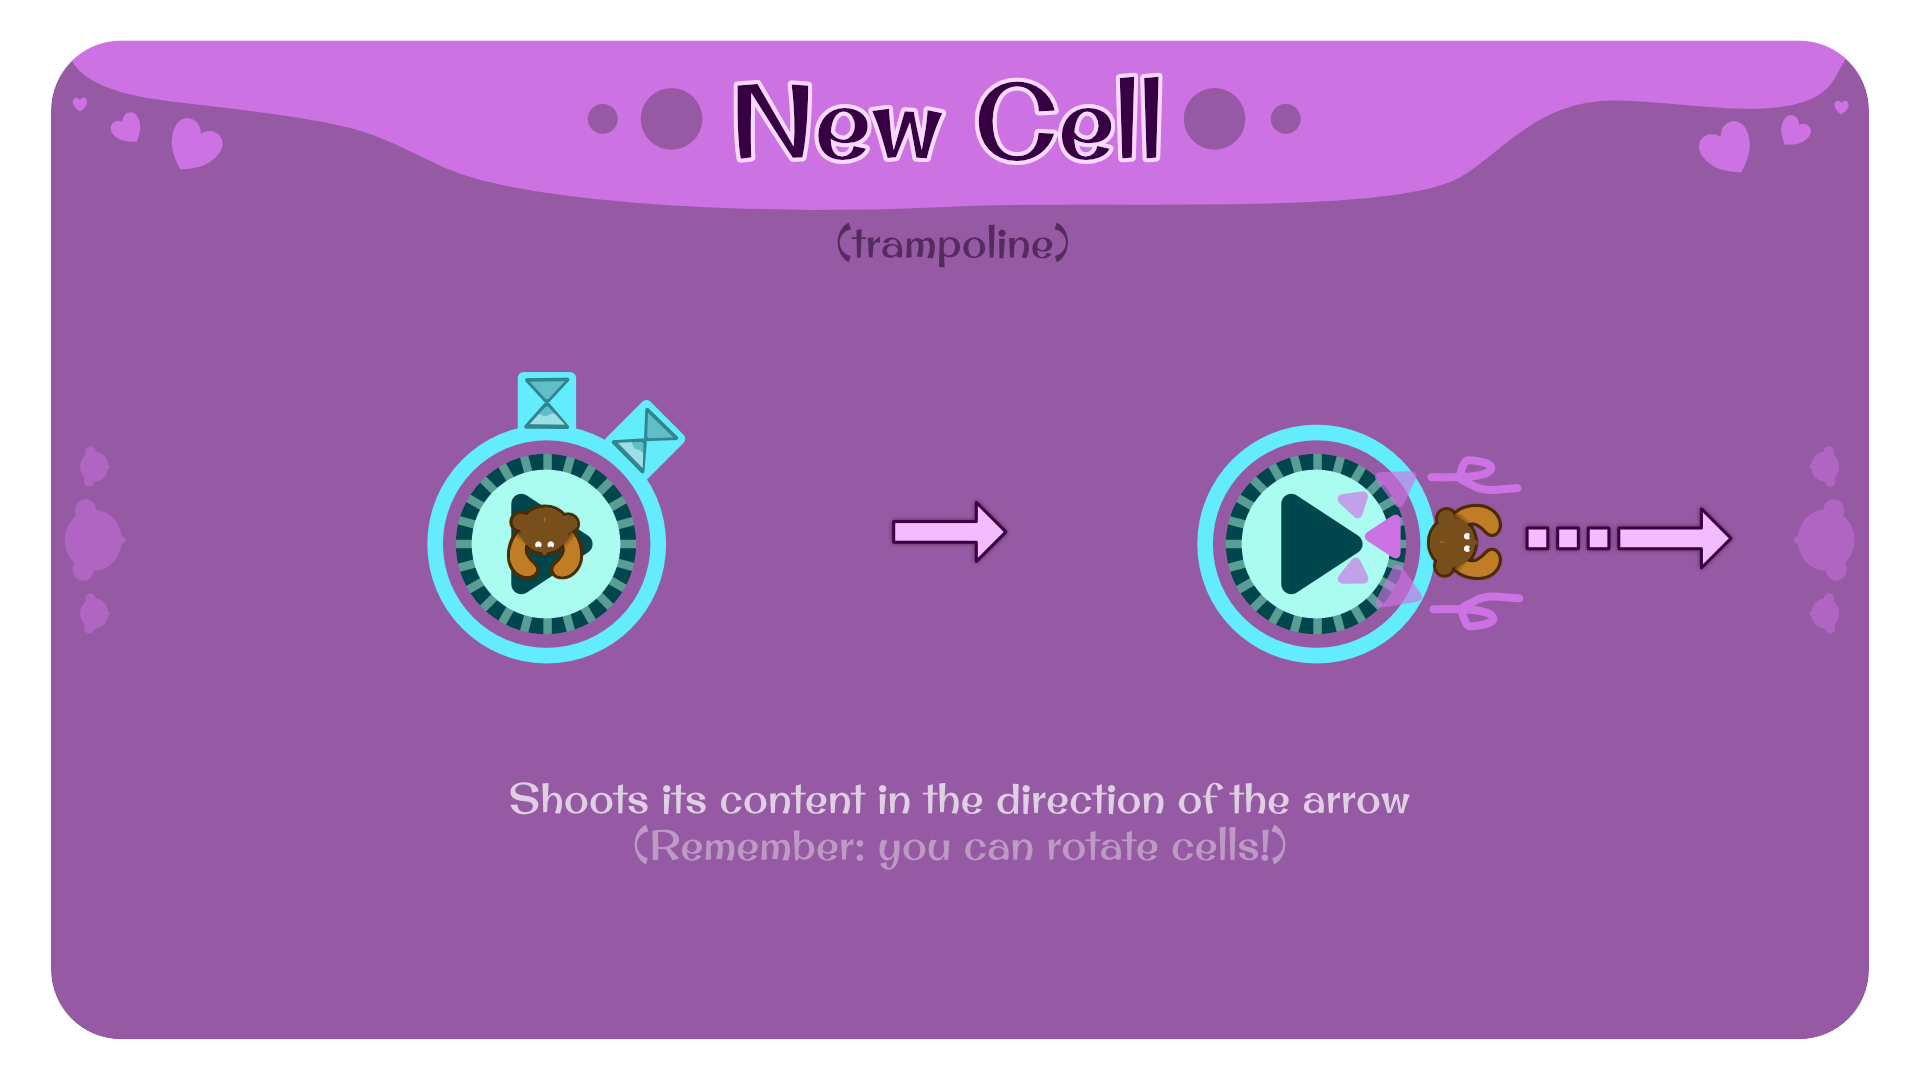 New Cell
(trampoline)
Shoots its content in the direction of the arrow
(Remember: you can rotate cells!)